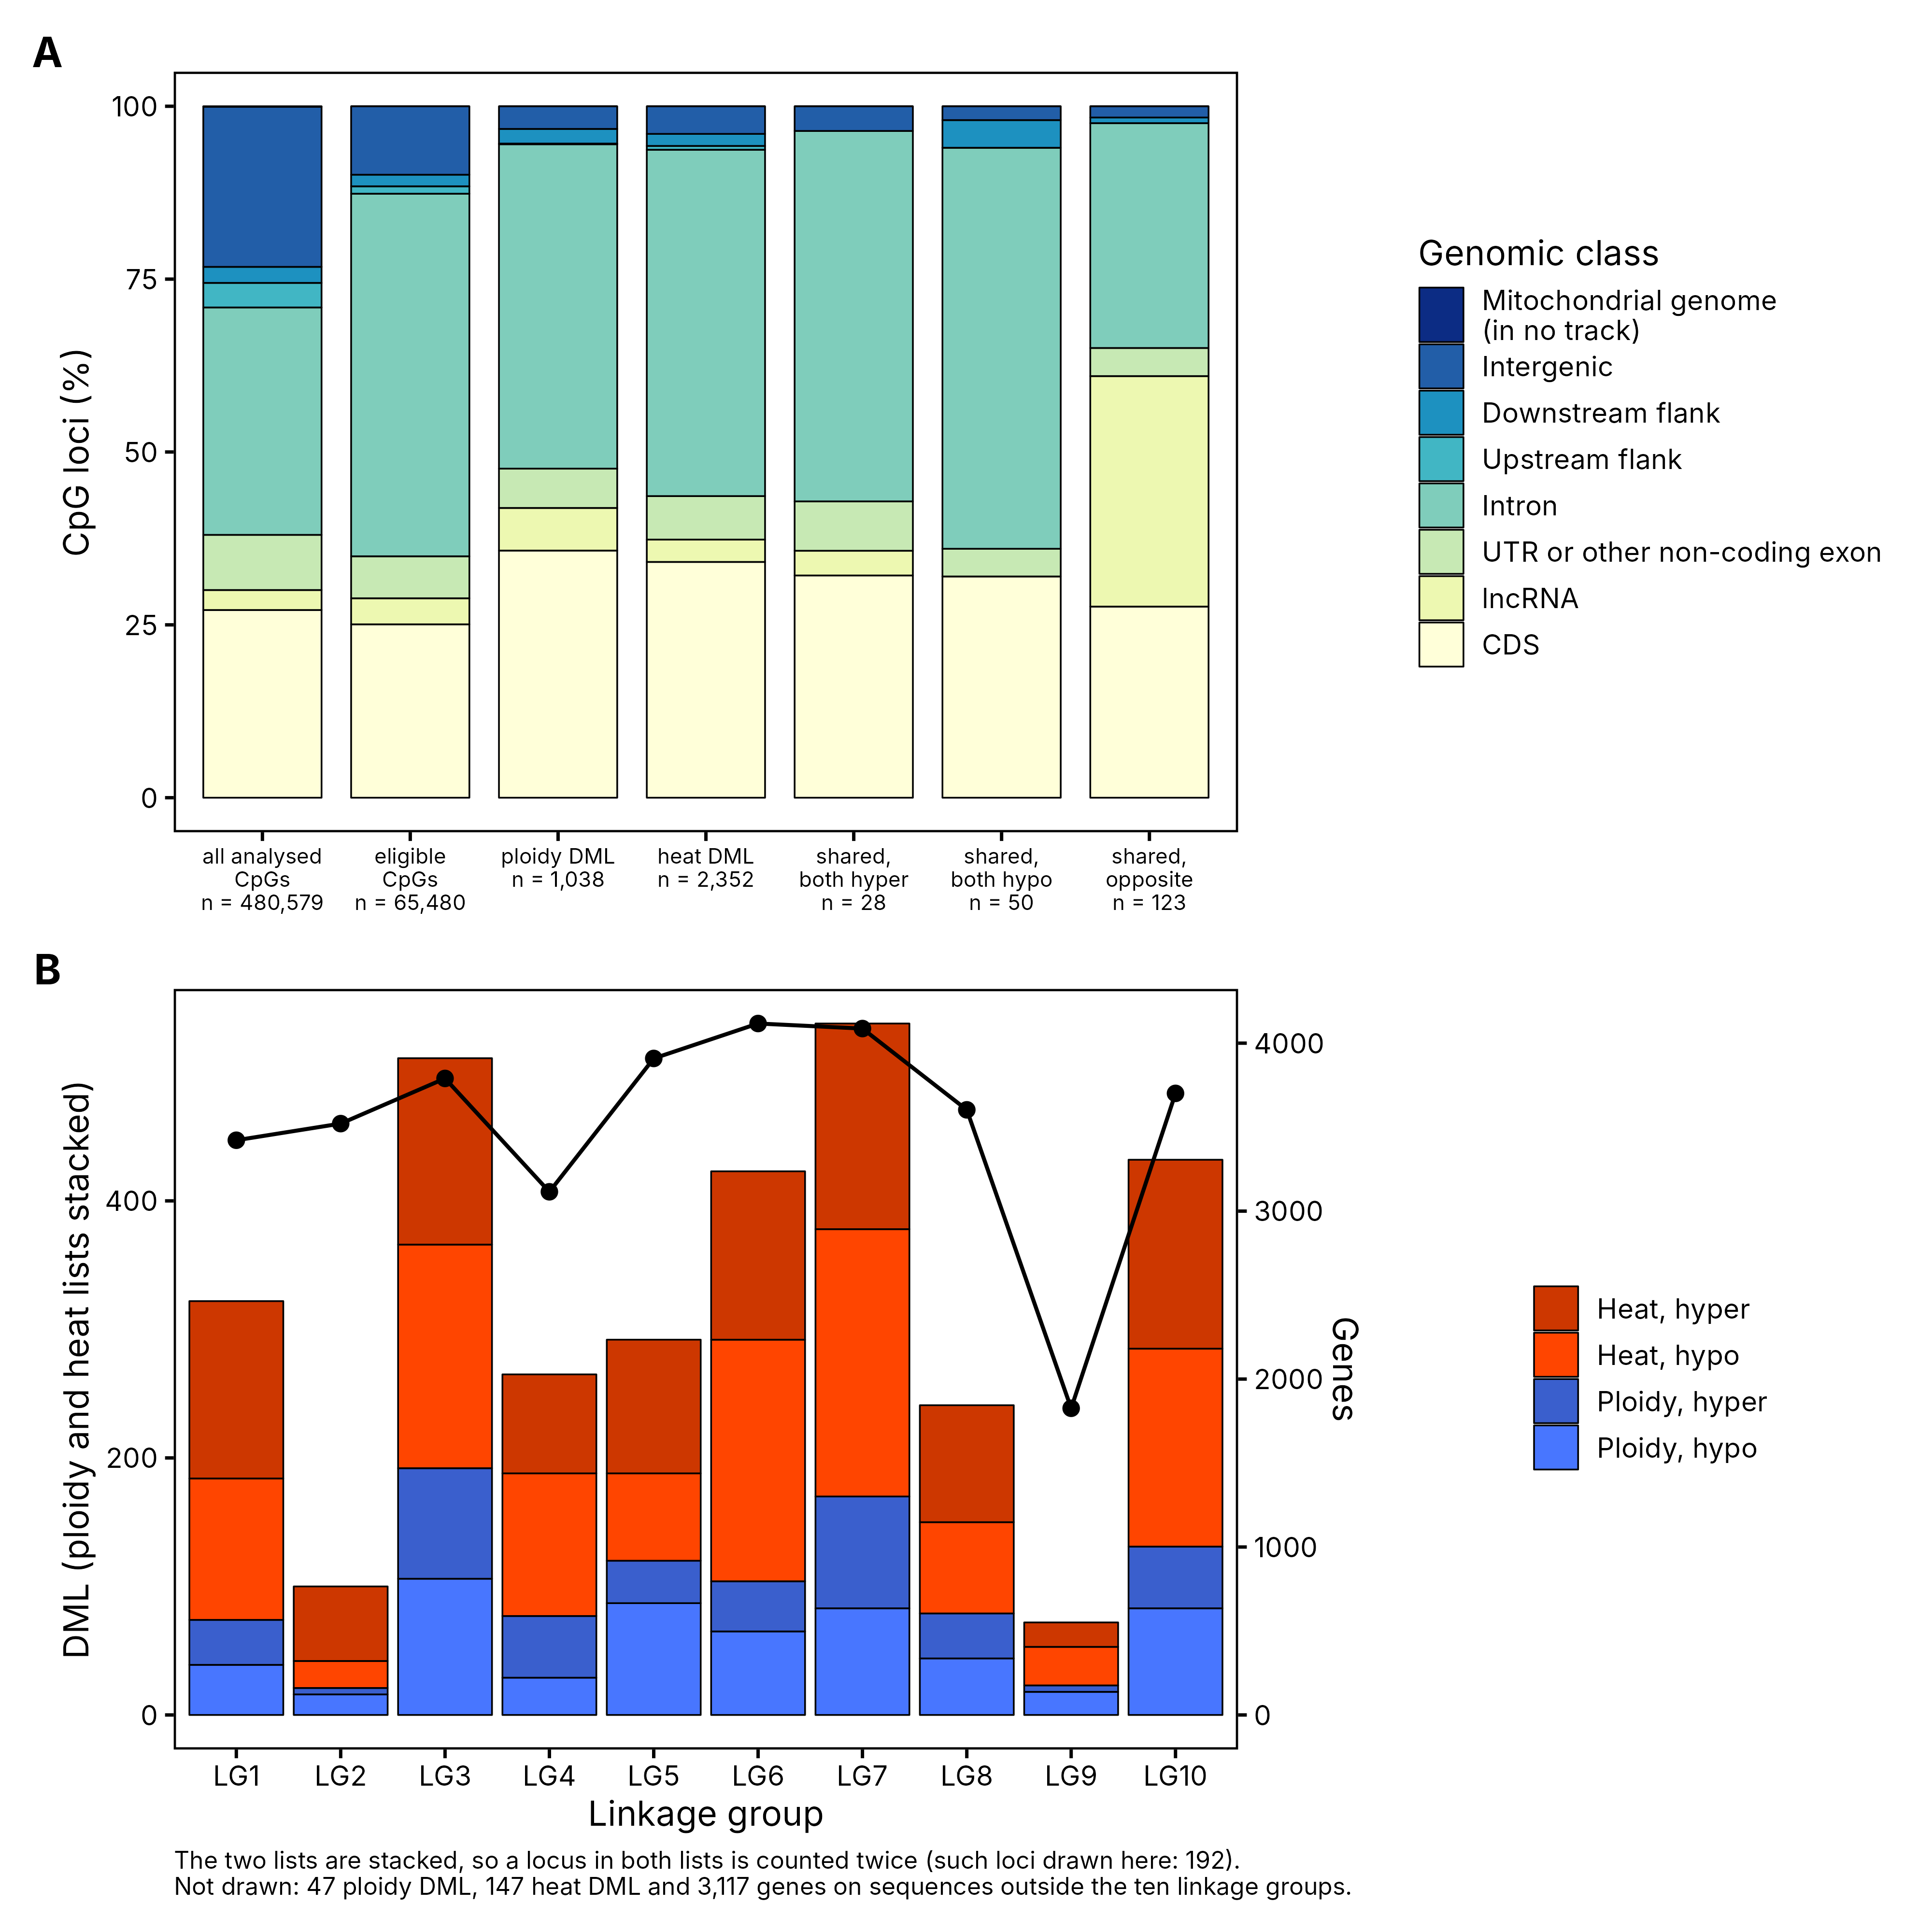 A
CpG loci (%)
100
75
50
25
0
all analysed
CpGs
n = 480,579
eligible
CpGs
n = 65,480
ploidy DML
n = 1,038
heat DML
n = 2,352
shared,
both hyper
n = 28
shared,
both hypo
n = 50
shared,
opposite
n = 123
Genomic class
Mitochondrial genome
(in no track)
Intergenic
Downstream flank
Upstream flank
Intron
UTR or other non-coding exon
lncRNA
CDS
B
DML (ploidy and heat lists stacked)
400
200
0
4000
3000
2000
1000
0
Genes
LG1
LG2
LG3
LG4
LG5
LG6
LG7
LG8
LG9
LG10
Linkage group
Heat, hyper
Heat, hypo
Ploidy, hyper
Ploidy, hypo
The two lists are stacked, so a locus in both lists is counted twice (such loci drawn here: 192).
Not drawn: 47 ploidy DML, 147 heat DML and 3,117 genes on sequences outside the ten linkage groups.